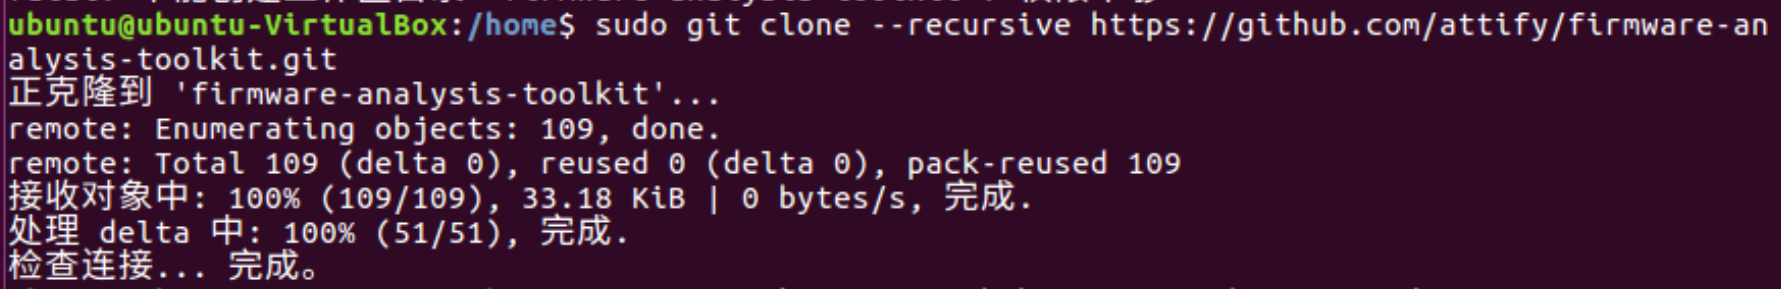 ubuntu@ubuntu-VirtualBox:/home$ sudo git clone --recursive https://github.com/attify/firmware-an
alysis-toolkit.git
正克隆到 'firmware-analysis-toolkit'...
remote: Enumerating objects: 109, done.
remote: Total 109 (delta 0), reused 0 (delta 0), pack-reused 109
接收对象中: 100% (109/109), 33.18 KiB | 0 bytes/s, 完成.
处理 delta 中: 100% (51/51), 完成.
检查连接... 完成。